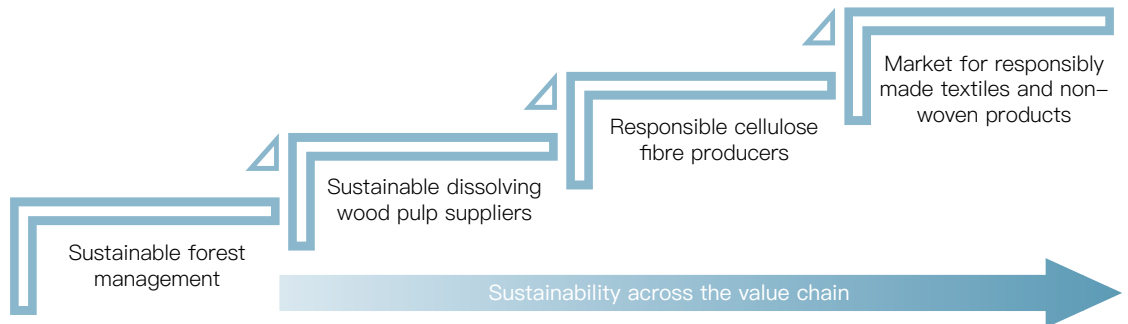 Sustainable forest
management
Sustainable dissolving
wood pulp suppliers
Responsible cellulose
fibre producers
Market for responsibly
made textiles and non–
woven products
Sustainability across the value chain